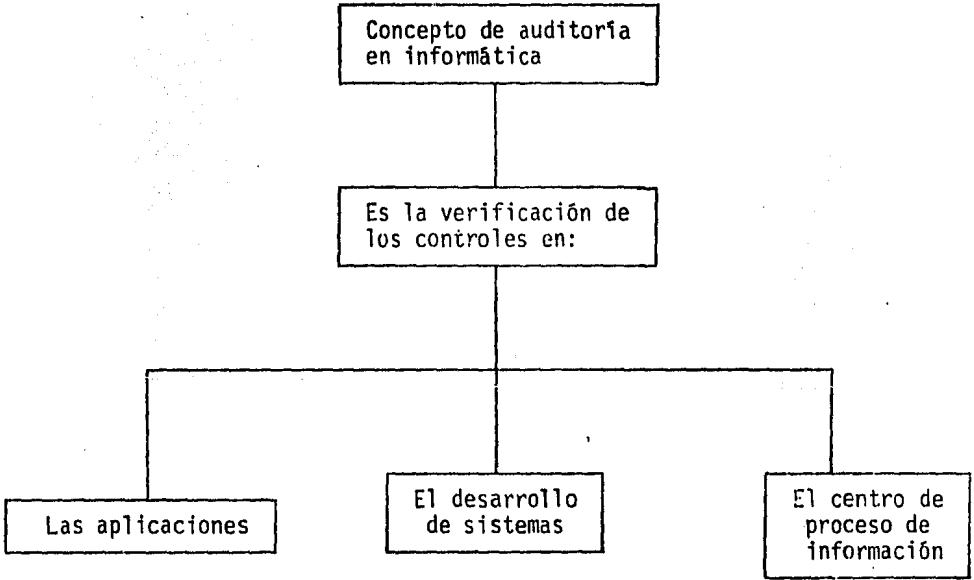 Concepto de auditoría
en informática
Es la verificación de
los controles en:
Las aplicaciones
El desarrollo
de sistemas
El centro de
proceso de
información